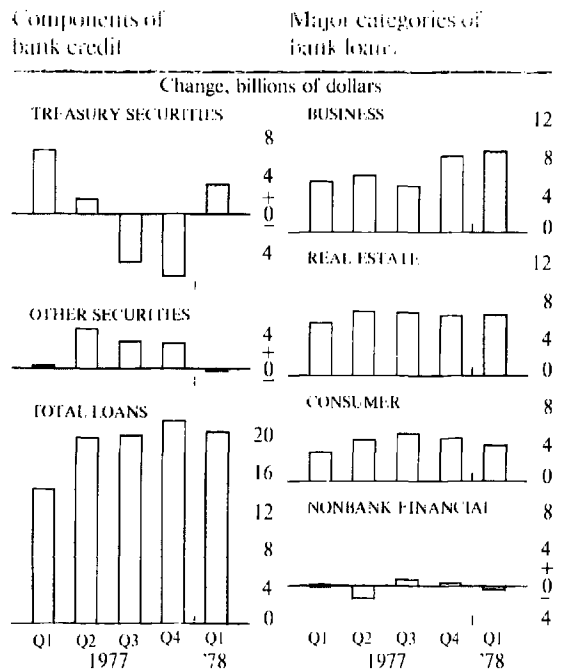 Components of
bank credit
Major categories of
bank loans
Change, billions of dollars
TREASURY SECURITIES
8
4
+
0
−
4
OTHER SECURITIES
4
+
0
−
TOTAL LOANS
20
16
12
8
4
0
Q1 Q2 Q3 Q4 Q1
1977 '78
BUSINESS
12
8
4
0
REAL ESTATE
12
8
4
0
CONSUMER
8
4
0
NONBANK FINANCIAL
8
4
+
0
−
4
Q1 Q2 Q3 Q4 Q1
1977 '78